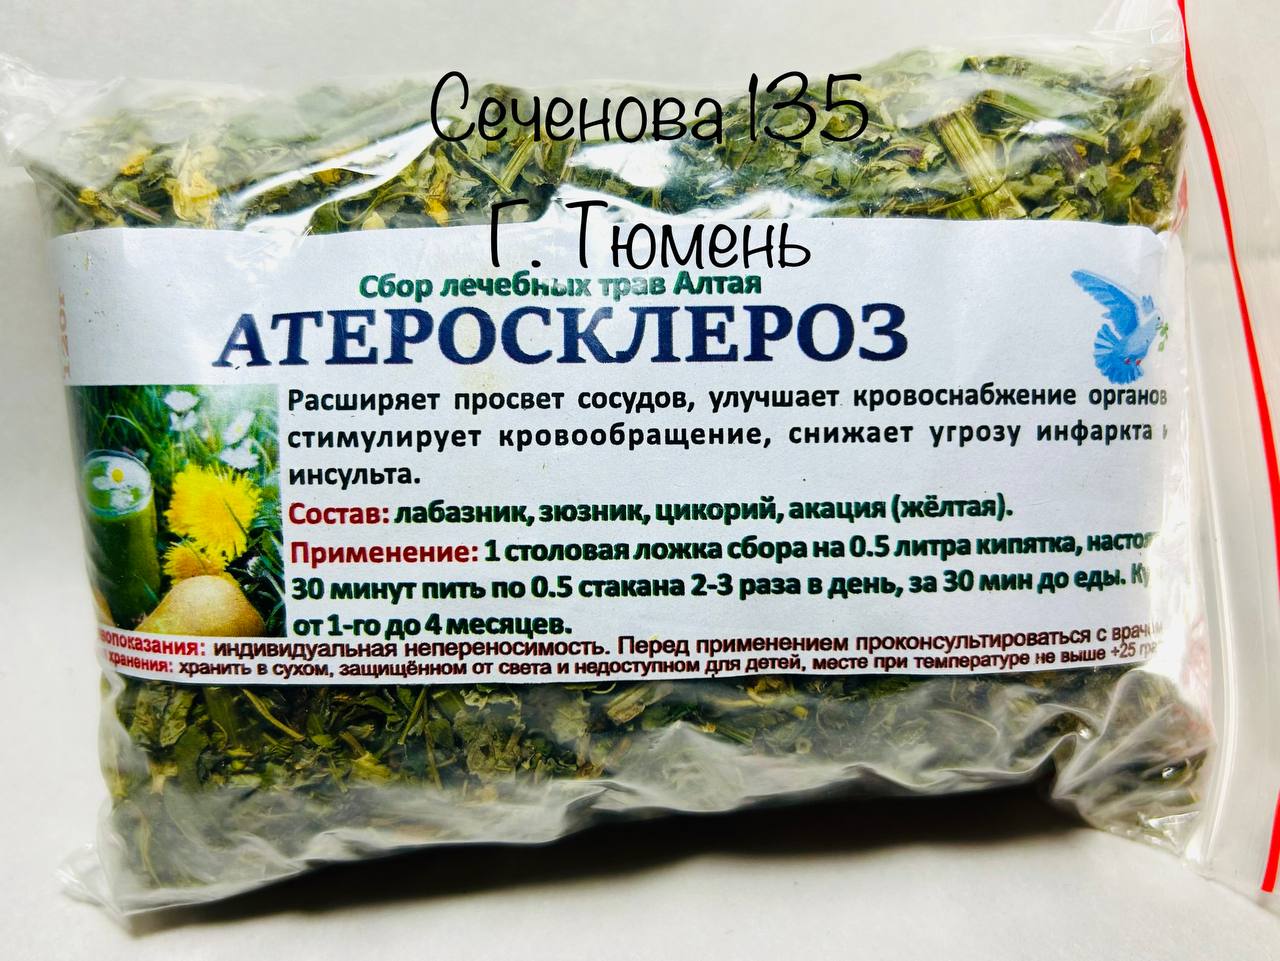 Сеченова 135
Г. Тюмень
Сбор лечебных трав Алтая
АТЕРОСКЛЕРОЗ
Расширяет просвет сосудов, улучшает кровоснабжение органов
стимулирует кровообращение, снижает угрозу инфаркта
инсульта.
Состав: лабазник, зюзник, цикорий, акация (жёлтая).
Применение: 1 столовая ложка сбора на 0.5 литра кипятка,
30 минут пить по 0.5 стакана 2-3 раза в день, за 30 мин до еды.
от 1-го до 4 месяцев.
индивидуальная непереносимость. Перед применением проконсультироваться с
хранения: хранить в сухом, защищённом от света и недоступном для детей, месте при температуре не выше +25